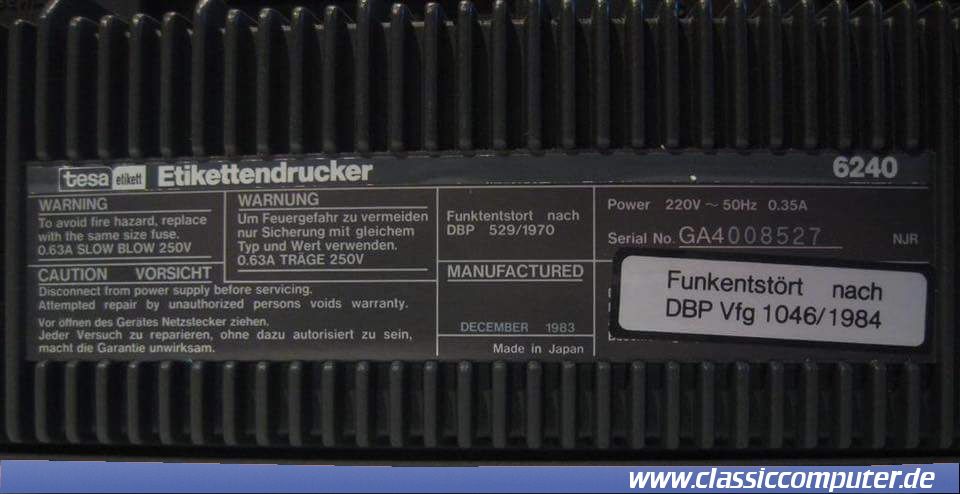 tesa etikett Etikettendrucker 6240
WARNING
To avoid fire hazard, replace
with the same size fuse.
0.63A SLOW BLOW 250V
WARNUNG
Um Feuergefahr zu vermeiden
nur Sicherung mit gleichem
Typ und Wert verwenden.
0.63A TRÄGE 250V
CAUTION VORSICHT
Disconnect from power supply before servicing.
Attempted repair by unauthorized persons voids warranty.
Vor öffnen des Gerätes Netzstecker ziehen.
Jeder Versuch zu reparieren, ohne dazu autorisiert zu sein,
macht die Garantie unwirksam.
Funktentstort nach
DBP 529/1970
MANUFACTURED
DECEMBER 1983
Made in Japan
Power 220V ~ 50Hz 0.35A
Serial No. GA4008527 NJR
Funkentstört nach
DBP Vfg 1046/1984
www.classiccomputer.de